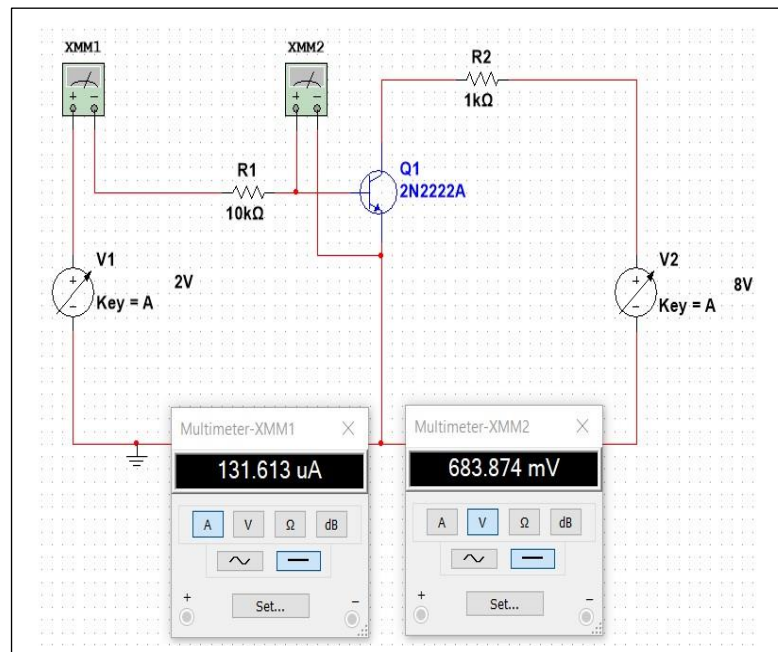 XMM1
XMM2
R2
1kΩ
R1
10kΩ
Q1
2N2222A
V1
2V
Key = A
V2
8V
Key = A
Multimeter-XMM1
131.613 uA
A V Ω dB
+ Set... −
Multimeter-XMM2
683.874 mV
A V Ω dB
+ Set... −